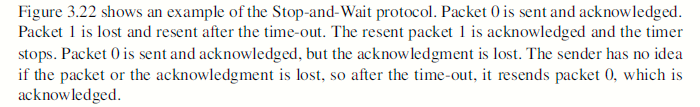 Figure 3.22 shows an example of the Stop-and-Wait protocol. Packet 0 is sent and acknowledged.
Packet 1 is lost and resent after the time-out. The resent packet 1 is acknowledged and the timer
stops. Packet 0 is sent and acknowledged, but the acknowledgment is lost. The sender has no idea
if the packet or the acknowledgment is lost, so after the time-out, it resends packet 0, which is
acknowledged.